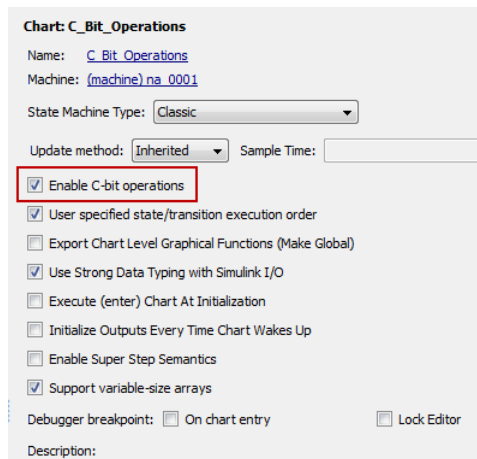 Chart: C_Bit_Operations
Name: C_Bit_Operations
Machine: (machine) na_0001
State Machine Type: Classic
Update method: Inherited Sample Time:
Enable C-bit operations
User specified state/transition execution order
Export Chart Level Graphical Functions (Make Global)
Use Strong Data Typing with Simulink I/O
Execute (enter) Chart At Initialization
Initialize Outputs Every Time Chart Wakes Up
Enable Super Step Semantics
Support variable-size arrays
Debugger breakpoint: On chart entry Lock Editor
Description: